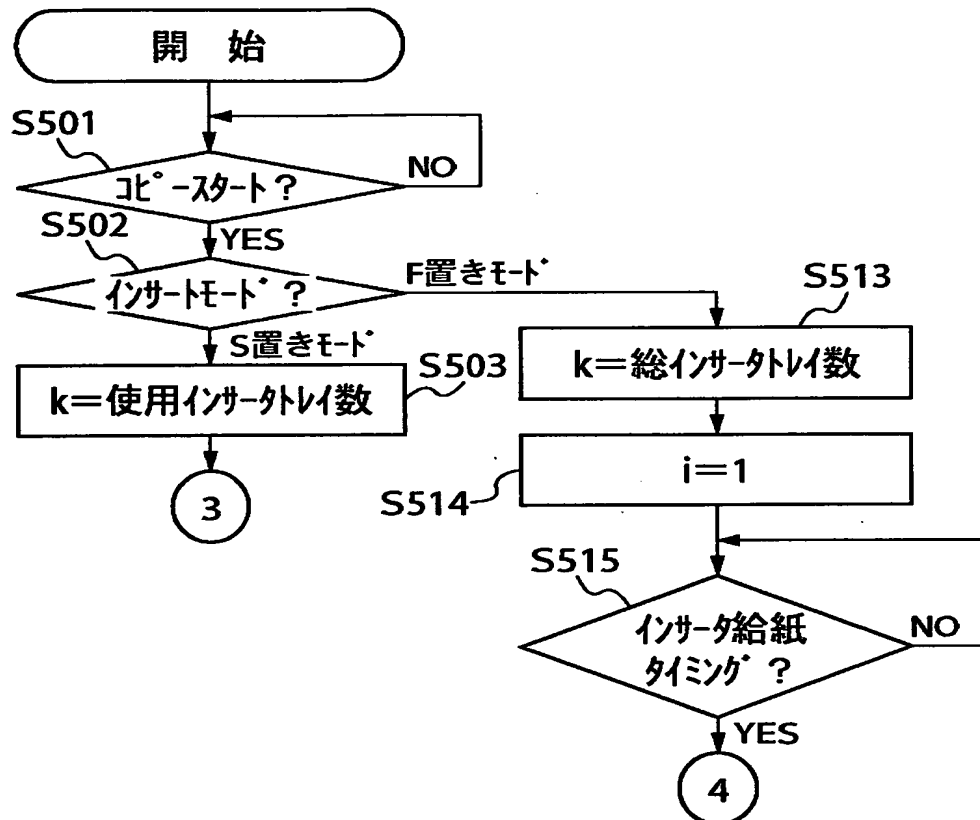 開 始
S501
コピースタート?
NO
S502
YES
インサートモード?
F置きモード
S置きモード
S503
k=使用インサータトレイ数
3
S513
k=総インサータトレイ数
S514
i=1
S515
インサータ給紙
タイミング?
NO
YES
4